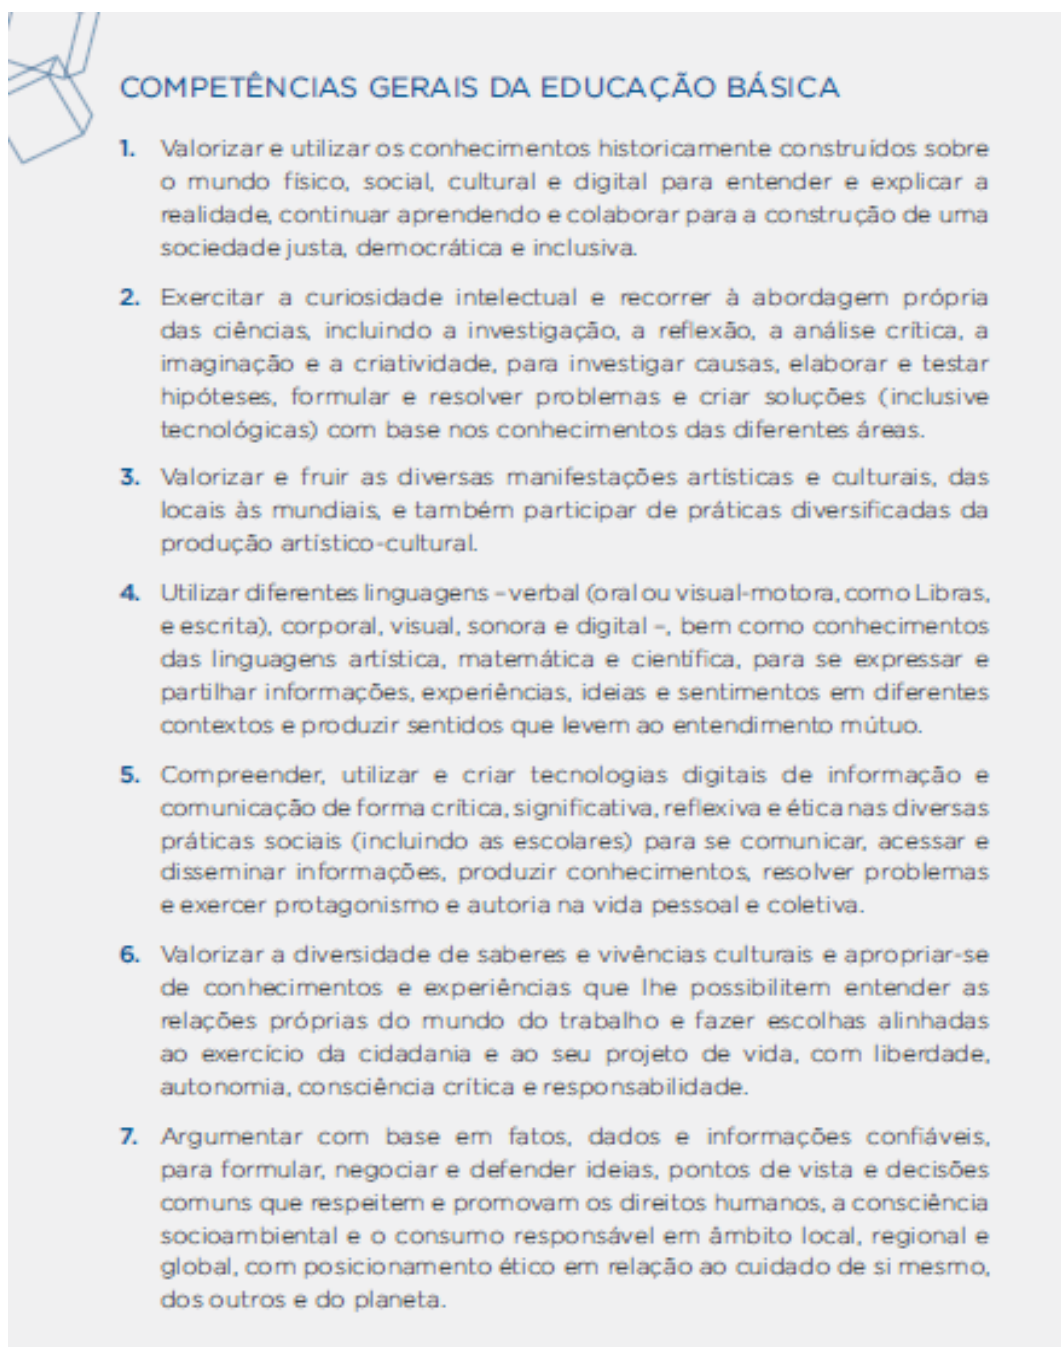 COMPETÊNCIAS GERAIS DA EDUCAÇÃO BÁSICA
1. Valorizar e utilizar os conhecimentos historicamente construídos sobre
o mundo físico, social, cultural e digital para entender e explicar a
realidade, continuar aprendendo e colaborar para a construção de uma
sociedade justa, democrática e inclusiva.
2. Exercitar a curiosidade intelectual e recorrer à abordagem própria
das ciências, incluindo a investigação, a reflexão, a análise crítica, a
imaginação e a criatividade, para investigar causas, elaborar e testar
hipóteses, formular e resolver problemas e criar soluções (inclusive
tecnológicas) com base nos conhecimentos das diferentes áreas.
3. Valorizar e fruir as diversas manifestações artísticas e culturais, das
locais às mundiais, e também participar de práticas diversificadas da
produção artístico-cultural.
4. Utilizar diferentes linguagens – verbal (oral ou visual-motora, como Libras,
e escrita), corporal, visual, sonora e digital –, bem como conhecimentos
das linguagens artística, matemática e científica, para se expressar e
partilhar informações, experiências, ideias e sentimentos em diferentes
contextos e produzir sentidos que levem ao entendimento mútuo.
5. Compreender, utilizar e criar tecnologias digitais de informação e
comunicação de forma crítica, significativa, reflexiva e ética nas diversas
práticas sociais (incluindo as escolares) para se comunicar, acessar e
disseminar informações, produzir conhecimentos, resolver problemas
e exercer protagonismo e autoria na vida pessoal e coletiva.
6. Valorizar a diversidade de saberes e vivências culturais e apropriar-se
de conhecimentos e experiências que lhe possibilitem entender as
relações próprias do mundo do trabalho e fazer escolhas alinhadas
ao exercício da cidadania e ao seu projeto de vida, com liberdade,
autonomia, consciência crítica e responsabilidade.
7. Argumentar com base em fatos, dados e informações confiáveis,
para formular, negociar e defender ideias, pontos de vista e decisões
comuns que respeitem e promovam os direitos humanos, a consciência
socioambiental e o consumo responsável em âmbito local, regional e
global, com posicionamento ético em relação ao cuidado de si mesmo,
dos outros e do planeta.